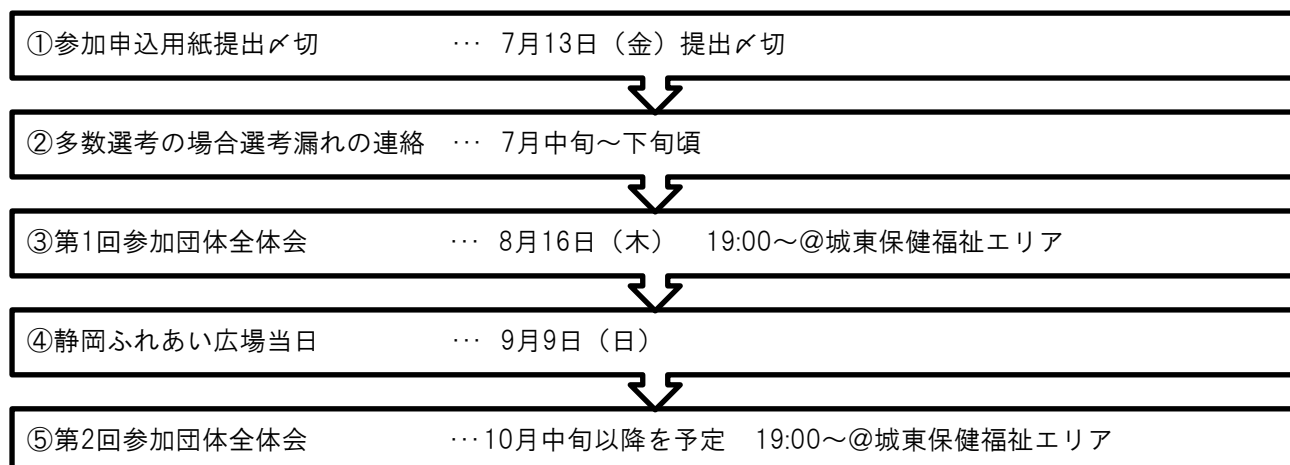 ①参加申込用紙提出〆切 … 7月13日（金）提出〆切
②多数選考の場合選考漏れの連絡 … 7月中旬～下旬頃
③第1回参加団体全体会 … 8月16日（木） 19:00～@城東保健福祉エリア
④静岡ふれあい広場当日 … 9月9日（日）
⑤第2回参加団体全体会 …10月中旬以降を予定 19:00～@城東保健福祉エリア